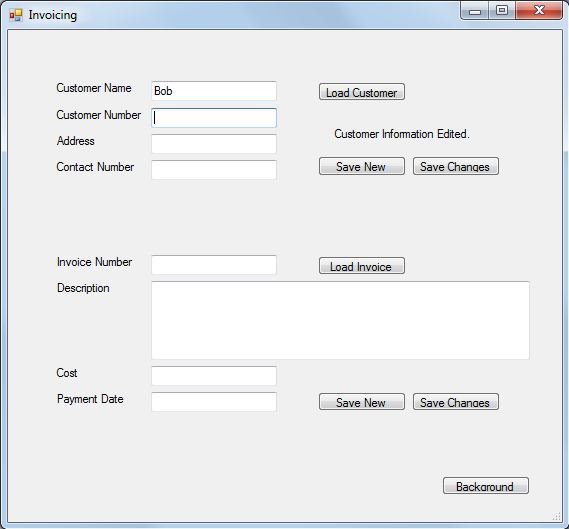 Invoicing
Customer Name Bob Load Customer
Customer Number
Customer Information Edited.
Address
Contact Number Save New Save Changes
Invoice Number Load Invoice
Description
Cost
Payment Date Save New Save Changes
Background